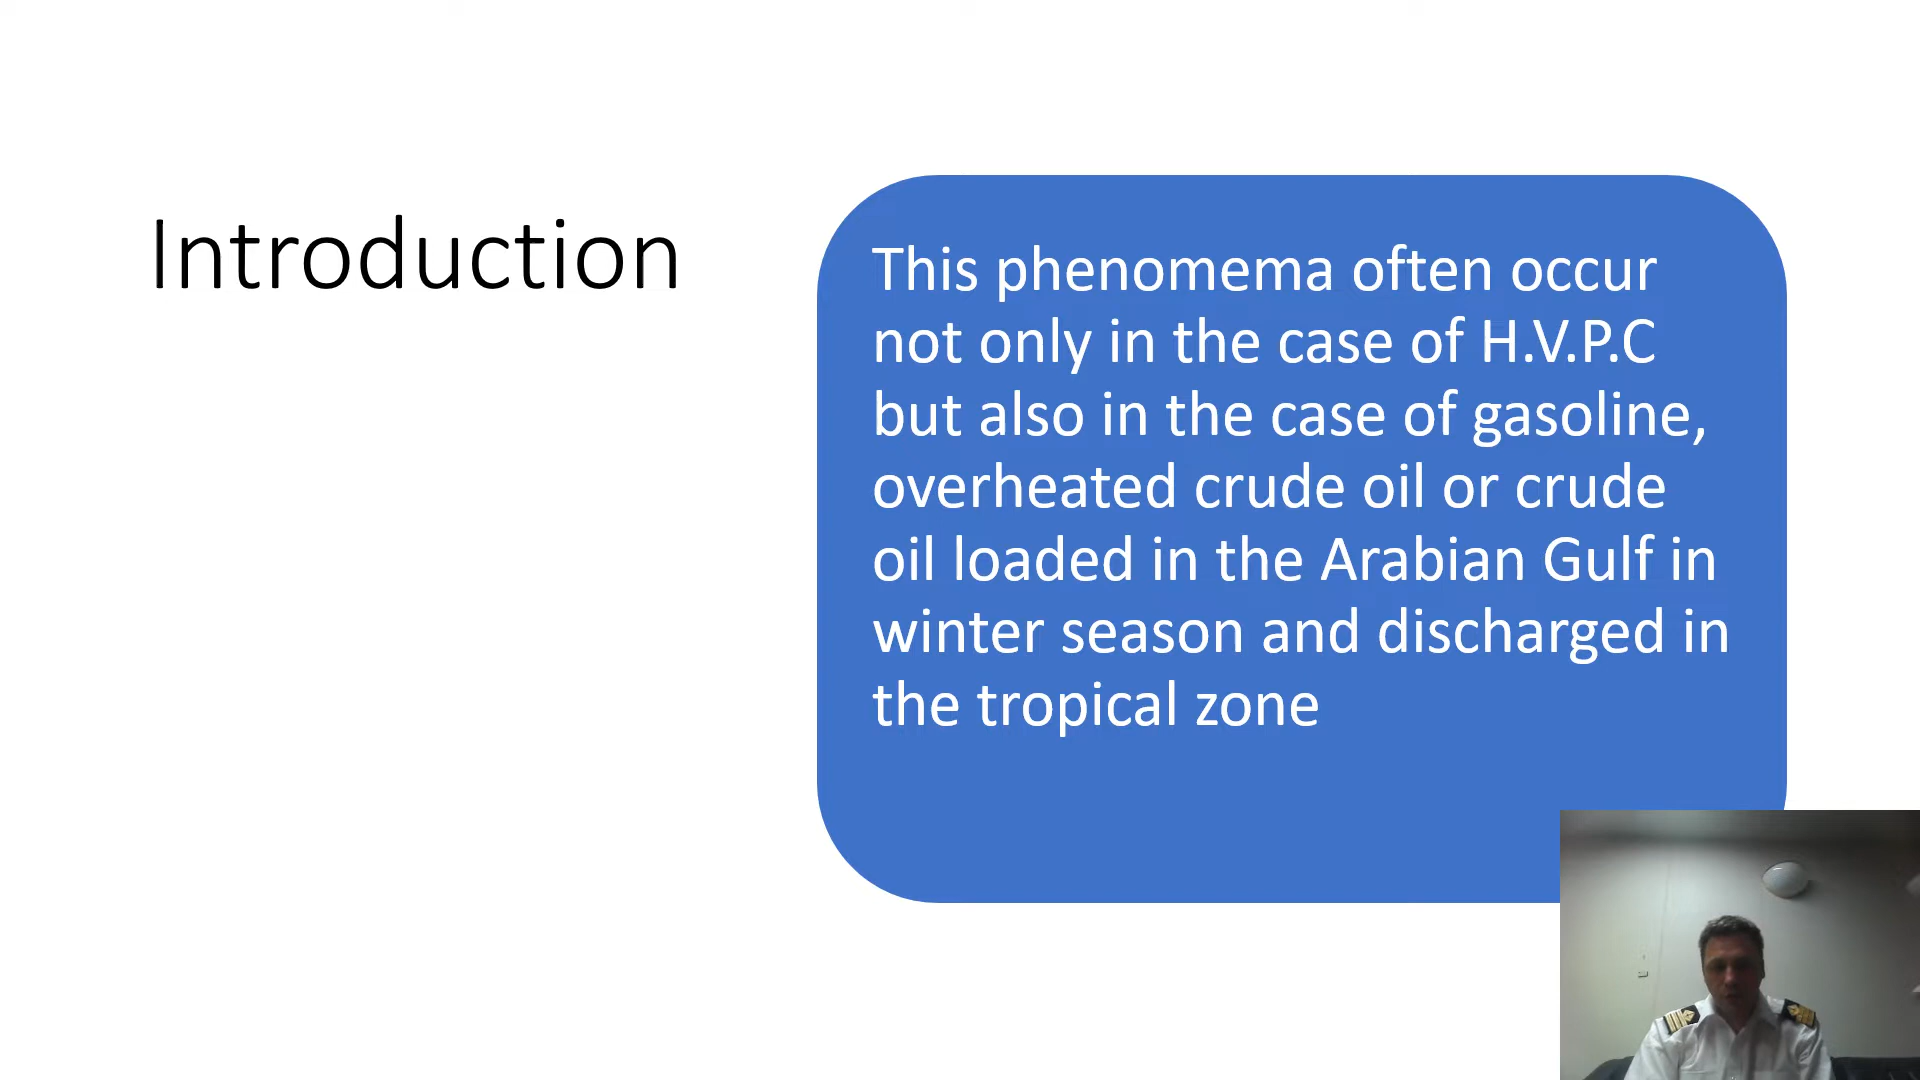 Introduction
This phenomema often occur
not only in the case of H.V.P.C
but also in the case of gasoline,
overheated crude oil or crude
oil loaded in the Arabian Gulf in
winter season and discharged in
the tropical zone